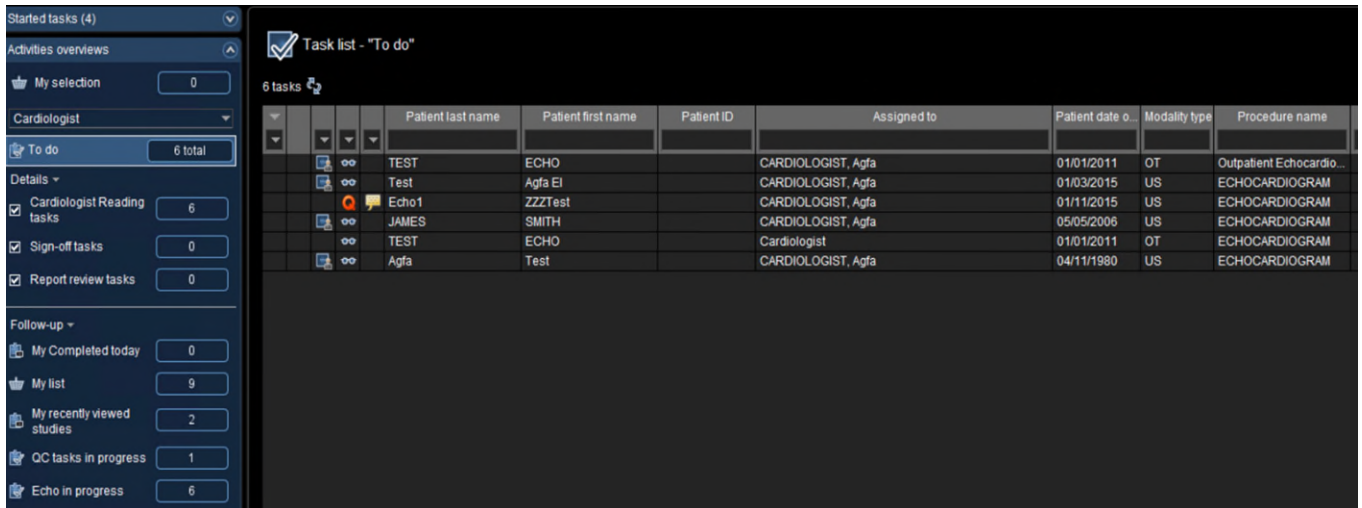 Started tasks (4)
Activities overviews
My selection 0
Cardiologist
To do 6 total
Details
Cardiologist Reading tasks 6
Sign-off tasks 0
Report review tasks 0
Follow-up
My Completed today 0
My list 9
My recently viewed studies 2
QC tasks in progress 1
Echo in progress 6
Task list - "To do"
6 tasks
Patient last name Patient first name Patient ID Assigned to Patient date o... Modality type Procedure name
TEST ECHO CARDIOLOGIST, Agfa 01/01/2011 OT Outpatient Echocardio...
Test Agfa EI CARDIOLOGIST, Agfa 01/03/2015 US ECHOCARDIOGRAM
Q Echo1 ZZZTest CARDIOLOGIST, Agfa 01/11/2015 US ECHOCARDIOGRAM
JAMES SMITH CARDIOLOGIST, Agfa 05/05/2006 US ECHOCARDIOGRAM
TEST ECHO Cardiologist 01/01/2011 OT ECHOCARDIOGRAM
Agfa Test CARDIOLOGIST, Agfa 04/11/1980 US ECHOCARDIOGRAM